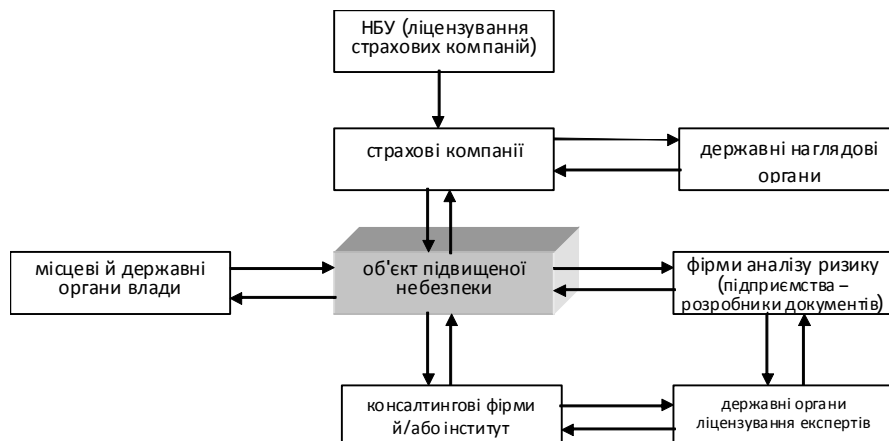 НБУ (ліцензування
страхових компаній)
страхові компанії
державні наглядові
органи
місцеві й державні
органи влади
об'єкт підвищеної
небезпеки
фірми аналізу ризику
(підприємства –
розробники документів)
консалтингові фірми
й/або інститут
державні органи
ліцензування експертів